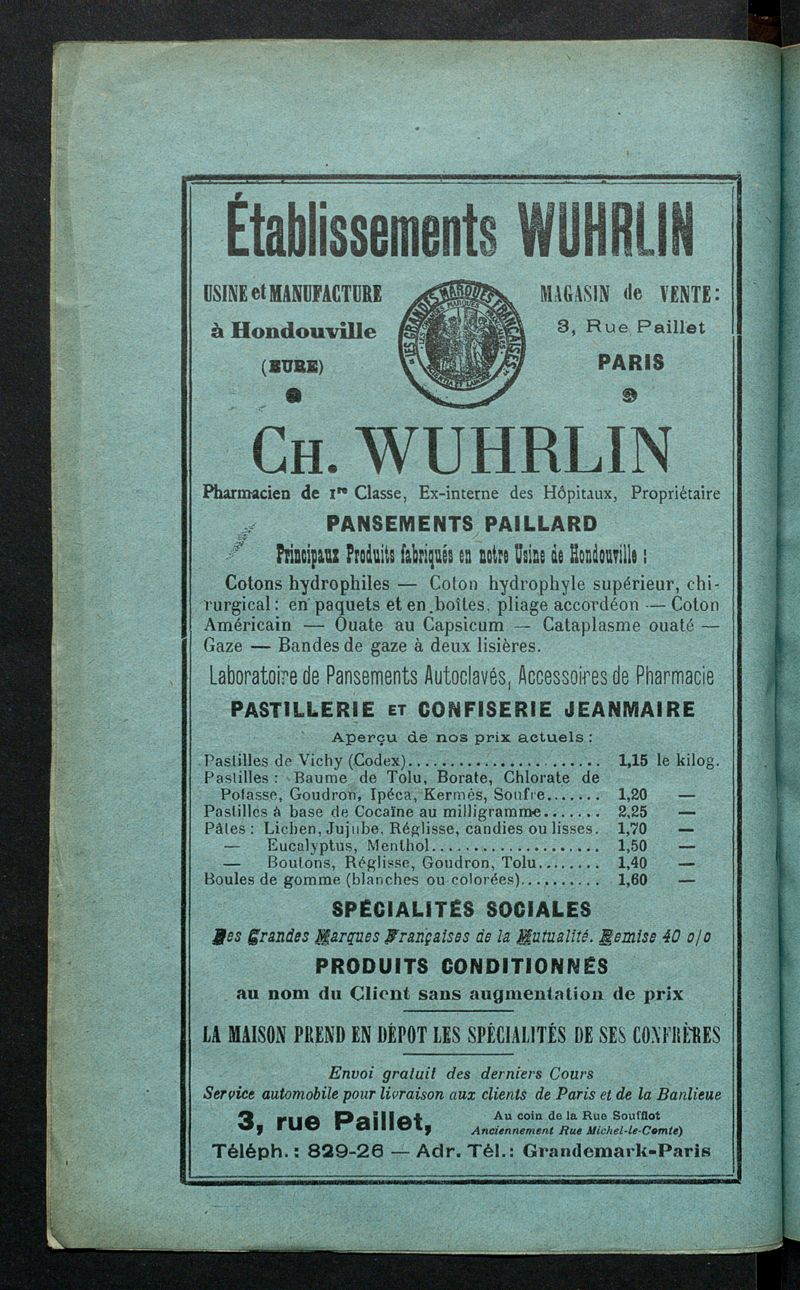 Établissements WUHRLIN
USINE et MANUFACTURE
à Hondouville
(EURE)
LES GRANDES MARQUES FRANÇAISES
MAGASIN de VENTE:
3, Rue Paillet
PARIS
CH. WUHRLIN
Pharmacien de 1re Classe, Ex-interne des Hôpitaux, Propriétaire
PANSEMENTS PAILLARD
Principaux Produits fabriqués en notre Usine de Hondouville :
Cotons hydrophiles — Coton hydrophyle supérieur, chi-
rurgical: en paquets et en boîtes, pliage accordéon — Coton
Américain — Ouate au Capsicum — Cataplasme ouaté —
Gaze — Bandes de gaze à deux lisières.
Laboratoire de Pansements Autoclavés, Accessoires de Pharmacie
PASTILLERIE ET CONFISERIE JEANMAIRE
Aperçu de nos prix actuels :
Pastilles de Vichy (Codex)....................... 1,15 le kilog.
Pastilles : Baume de Tolu, Borate, Chlorate de
Potasse, Goudron, Ipéca, Kermès, Soufre....... 1,20 —
Pastilles à base de Cocaïne au milligramme....... 2,25 —
Pâtes : Lichen, Jujube, Réglisse, candies ou lisses. 1,70 —
— Eucalyptus, Menthol.................... 1,50 —
— Boutons, Réglisse, Goudron, Tolu........ 1,40 —
Boules de gomme (blanches ou colorées).......... 1,60 —
SPÉCIALITÉS SOCIALES
Des Grandes Marques Françaises de la Mutualité. Remise 40 o/o
PRODUITS CONDITIONNÉS
au nom du Client sans augmentation de prix
LA MAISON PREND EN DÉPOT LES SPÉCIALITÉS DE SES CONFRÈRES
Envoi gratuit des derniers Cours
Service automobile pour livraison aux clients de Paris et de la Banlieue
3, rue Paillet,
Au coin de la Rue Soufflot
Anciennement Rue Michel-le-Comte)
Téléph.: 829-26 — Adr. Tél.: Grandemark-Paris